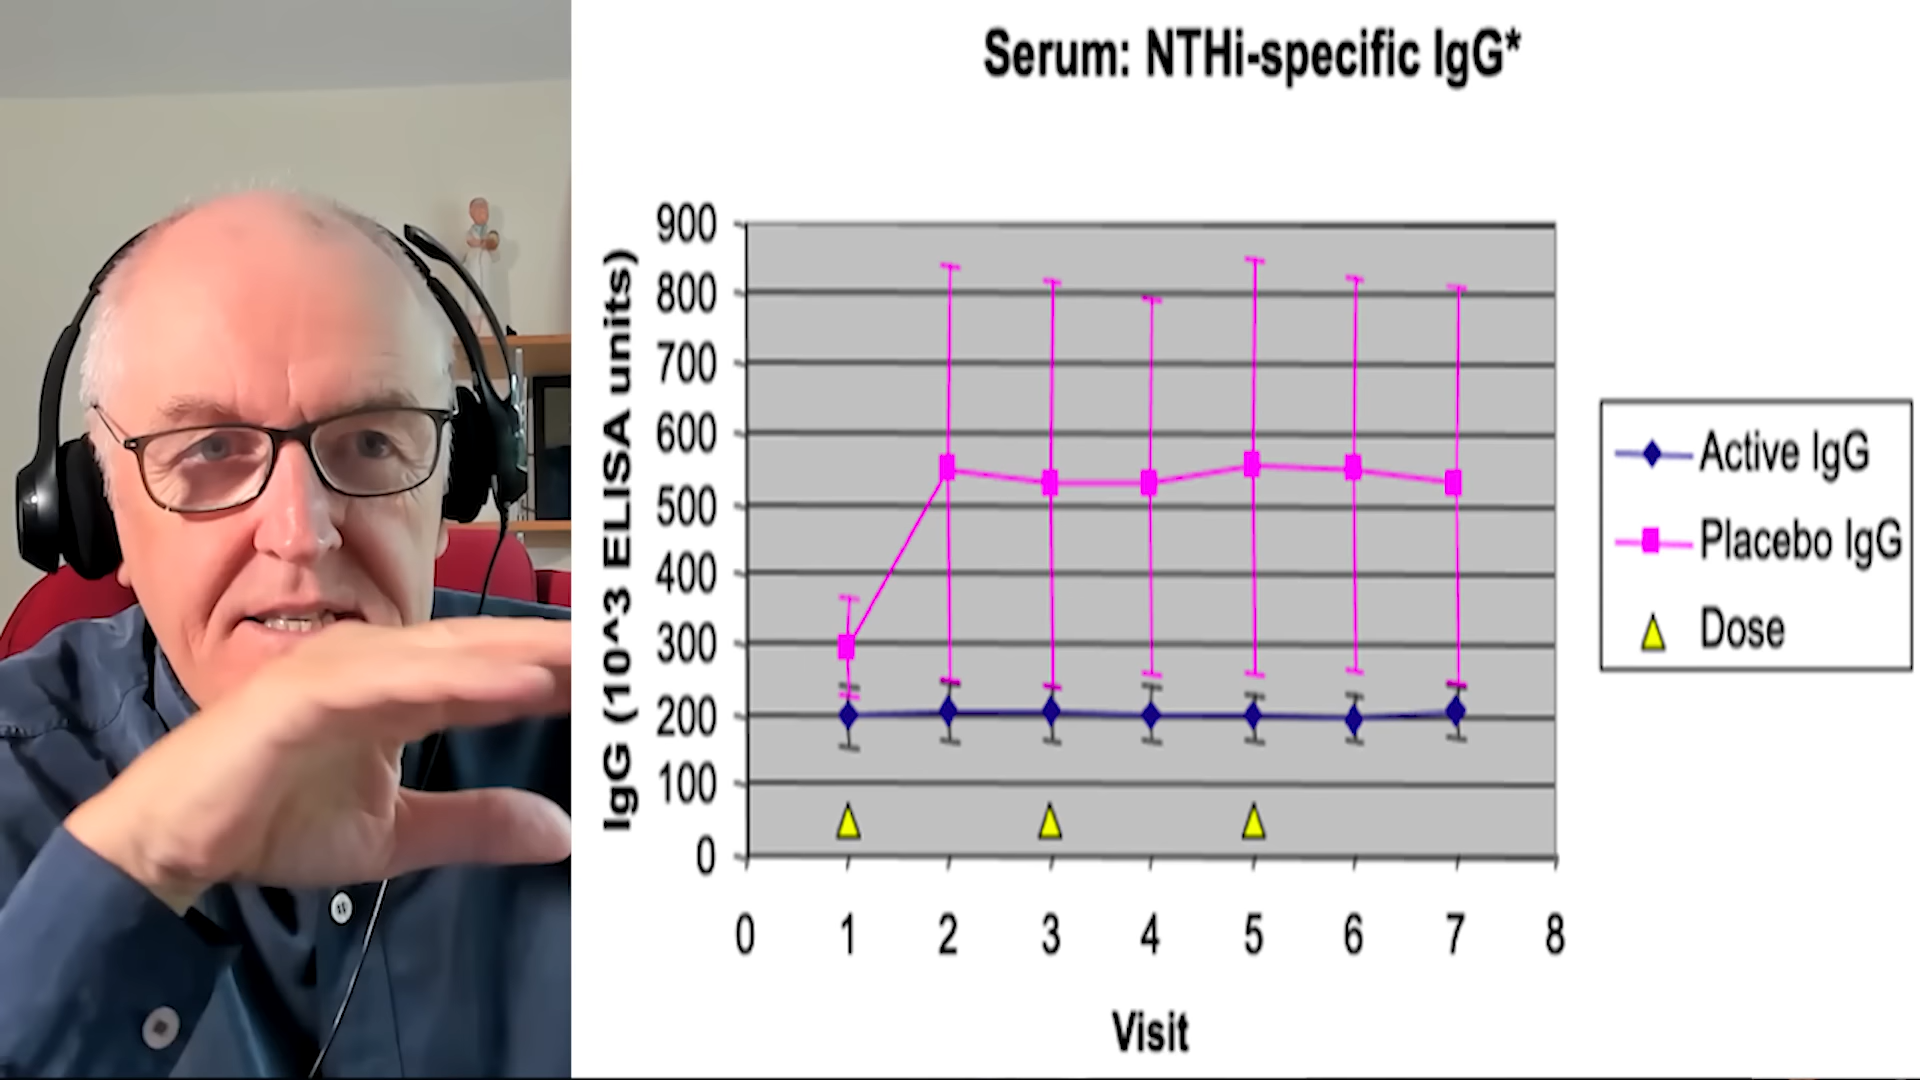 Serum: NTHi-specific IgG*
IgG (10^3 ELISA units)
900
800
700
600
500
400
300
200
100
0
0 1 2 3 4 5 6 7 8
Visit
Active IgG
Placebo IgG
Dose